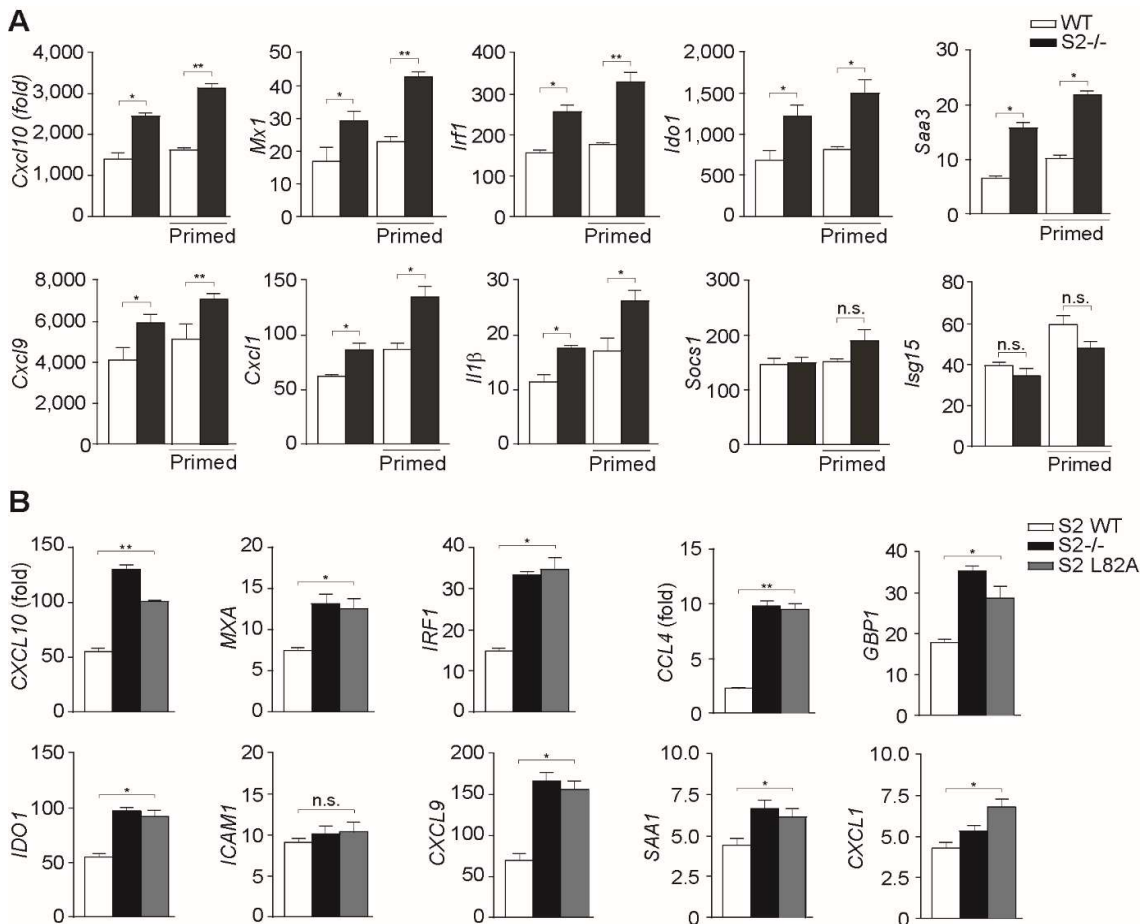 A
WT
S2-/-
Cxcl10 (fold)
4,000
3,000
2,000
1,000
0
*
**
Primed
Mx1
50
40
30
20
10
0
*
**
Primed
Irf1
400
300
200
100
0
*
**
Primed
Ido1
2,000
1,500
1,000
500
0
*
*
Primed
Saa3
30
20
10
0
*
*
Primed
Cxcl9
8,000
6,000
4,000
2,000
0
*
**
Primed
Cxcl1
150
100
50
0
*
*
Primed
Il1β
30
20
10
0
*
*
Primed
Socs1
450
300
150
0
n.s.
Primed
Isg15
80
60
40
20
0
n.s.
n.s.
Primed
B
S2 WT
S2-/-
S2 L82A
CXCL10 (fold)
150
100
50
0
**
MXA
20
15
10
5
0
*
IRF1
40
30
20
10
0
*
CCL4 (fold)
15
10
5
0
**
GBP1
40
30
20
10
0
*
IDO1
150
100
50
0
*
ICAM1
20
15
10
5
0
n.s.
CXCL9
200
150
100
50
0
*
SAA1
10.0
7.5
5.0
2.5
0
*
CXCL1
10.0
7.5
5.0
2.5
0
*